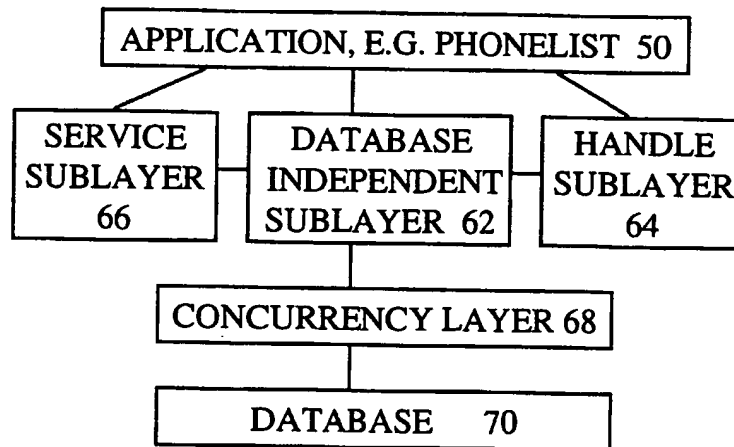 APPLICATION, E.G. PHONELIST 50
SERVICE
SUBLAYER
66
DATABASE
INDEPENDENT
SUBLAYER 62
HANDLE
SUBLAYER
64
CONCURRENCY LAYER 68
DATABASE 70